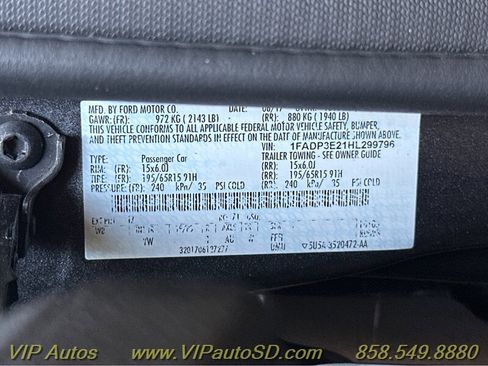 MFD. BY FORD MOTOR CO.
GAWR: (FR): 972 KG ( 2143 LB) (RR): 880 KG ( 1940 LB)
THIS VEHICLE CONFORMS TO ALL APPLICABLE FEDERAL MOTOR VEHICLE SAFETY, BUMPER,
AND THEFT PREVENTION STANDARDS IN EFFECT ON THE DATE OF MANUFACTURE SHOWN ABOVE.
VIN: 1FADP3E21HL299796
TYPE: Passenger Car TRAILER TOWING - SEE OWNER GUIDE
RIM: (FR) 15x6.0J (RR): 15x6.0J
TIRE: (FR): 195/65R15 91H (RR): 195/65R15 91H
PRESSURE: (FR) 240 kPa/ 35 PSI COLD (RR): 240 kPa/ 35 PSI COLD
3201706137277
5U5A-3520472-AA
VIP Autos www.VIPautoSD.com 858.549.8880